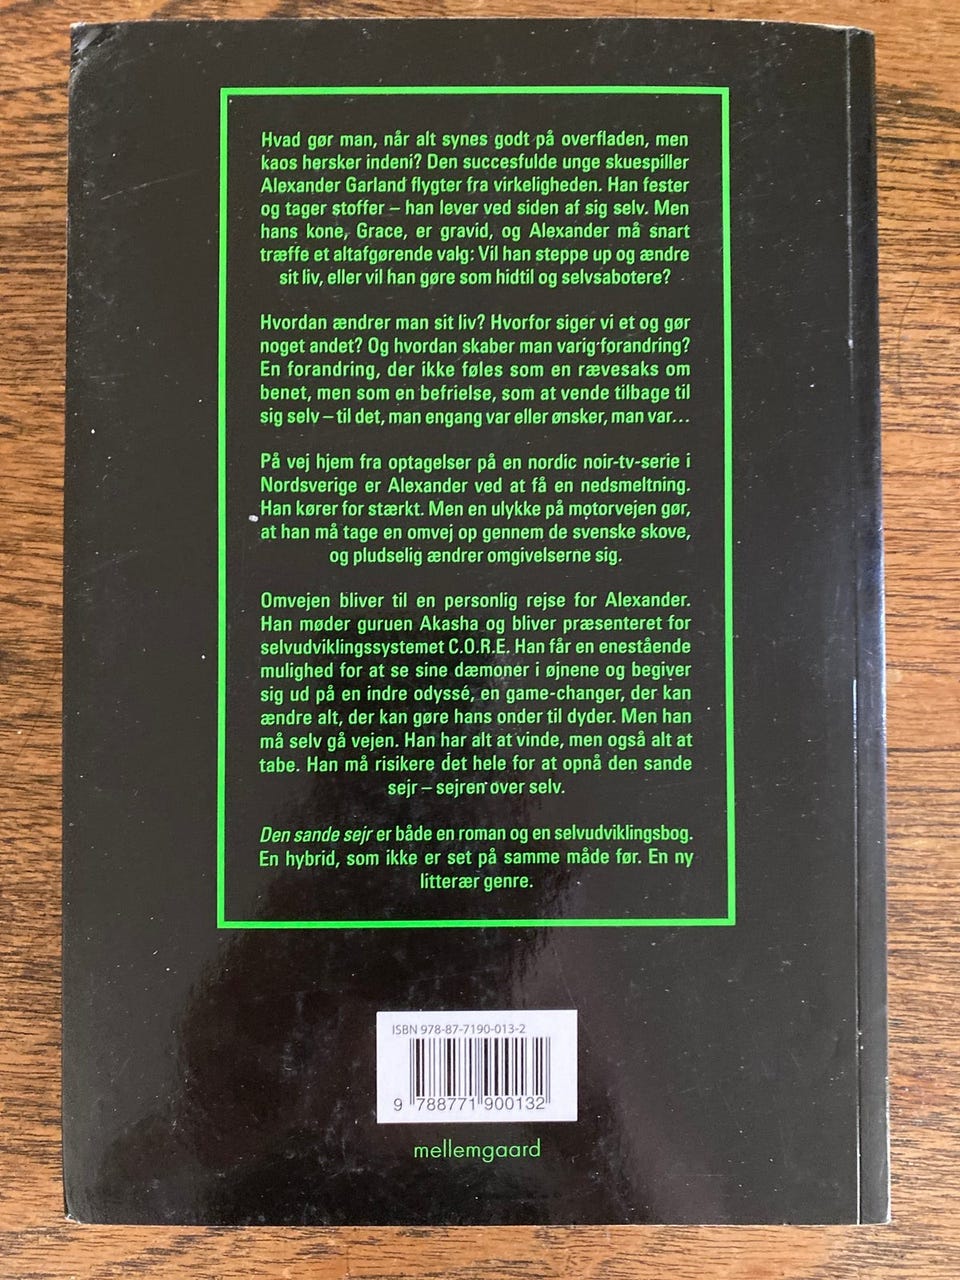 Hvad gør man, når alt synes godt på overfladen, men
kaos hersker indeni? Den succesfulde unge skuespiller
Alexander Garland flygter fra virkeligheden. Han fester
og tager stoffer – han lever ved siden af sig selv. Men
hans kone, Grace, er gravid, og Alexander må snart
træffe et altafgørende valg: Vil han steppe up og ændre
sit liv, eller vil han gøre som hidtil og selvsabotere?
Hvordan ændrer man sit liv? Hvorfor siger vi et og gør
noget andet? Og hvordan skaber man varig forandring?
En forandring, der ikke føles som en rævesaks om
benet, men som en befrielse, som at vende tilbage til
sig selv – til det, man engang var eller ønsker, man var...
På vej hjem fra optagelser på en nordic noir-tv-serie i
Nordsverige er Alexander ved at få en nedsmeltning.
Han kører for stærkt. Men en ulykke på motorvejen gør,
at han må tage en omvej op gennem de svenske skove,
og pludselig ændrer omgivelserne sig.
Omvejen bliver til en personlig rejse for Alexander.
Han møder guruen Akasha og bliver præsenteret for
selvudviklingssystemet C.O.R.E. Han får en enestående
mulighed for at se sine dæmoner i øjnene og begiver
sig ud på en indre odyssé, en game-changer, der kan
ændre alt, der kan gøre hans onder til dyder. Men han
må selv gå vejen. Han har alt at vinde, men også alt at
tabe. Han må risikere det hele for at opnå den sande
sejr – sejren over selv.
Den sande sejr er både en roman og en selvudviklingsbog.
En hybrid, som ikke er set på samme måde før. En ny
litterær genre.
ISBN 978-87-7190-013-2
9 788771 900132
mellemgaard